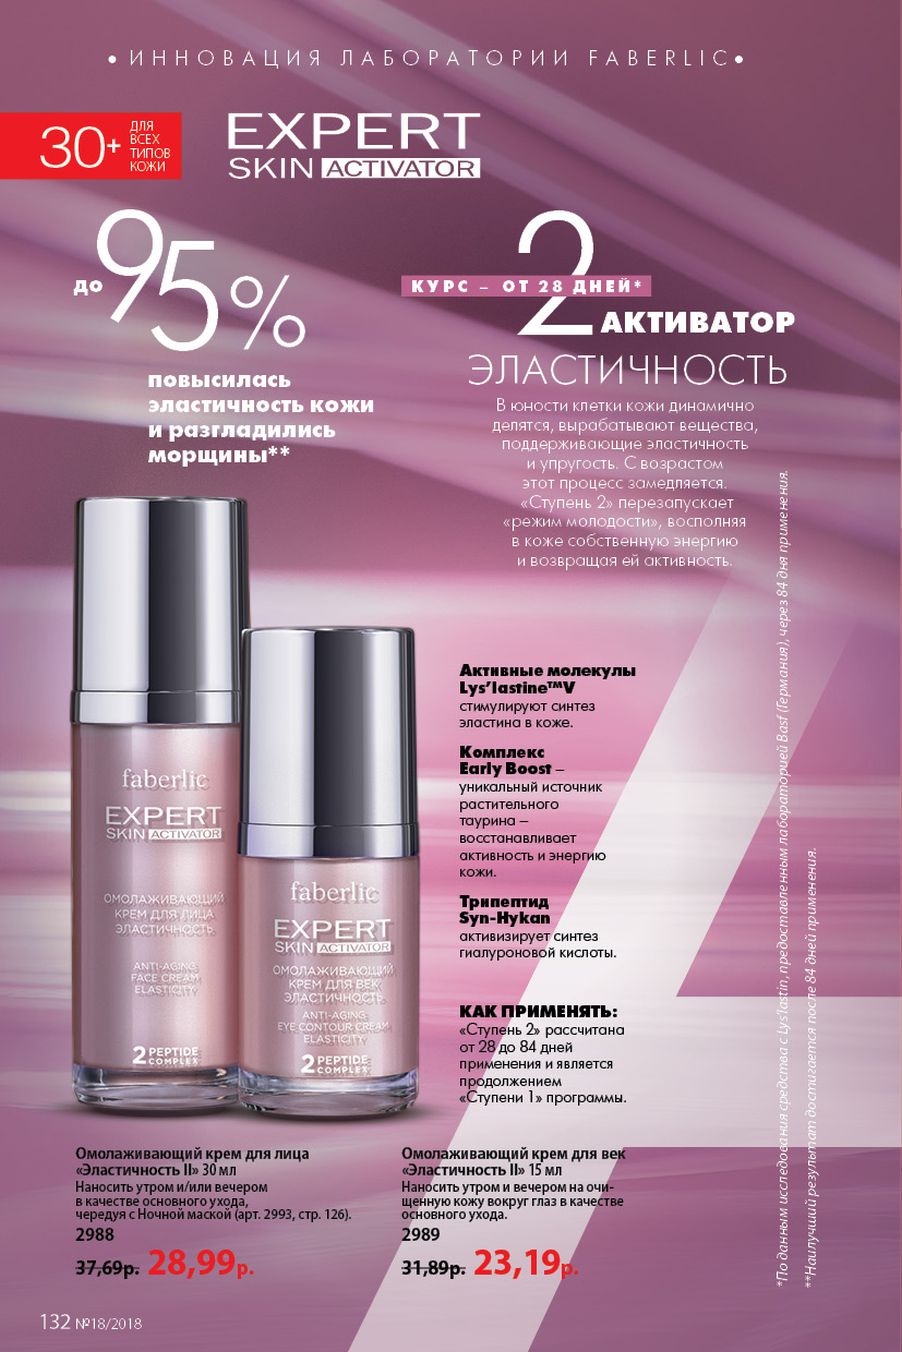 • ИННОВАЦИЯ ЛАБОРАТОРИИ FABERLIC •
30+
ДЛЯ
ВСЕХ
ТИПОВ
КОЖИ
EXPERT
SKIN ACTIVATOR
до 95%
повысилась
эластичность кожи
и разгладились
морщины**
2
КУРС – ОТ 28 ДНЕЙ*
АКТИВАТОР
ЭЛАСТИЧНОСТЬ
В юности клетки кожи динамично
делятся, вырабатывают вещества,
поддерживающие эластичность
и упругость. С возрастом
этот процесс замедляется.
«Ступень 2» перезапускает
«режим молодости», восполняя
в коже собственную энергию
и возвращая ей активность.
Активные молекулы
Lys’lastine™V
стимулируют синтез
эластина в коже.
Комплекс
Early Boost –
уникальный источник
растительного
таурина –
восстанавливает
активность и энергию
кожи.
Трипептид
Syn-Hykan
активизирует синтез
гиалуроновой кислоты.
КАК ПРИМЕНЯТЬ:
«Ступень 2» рассчитана
от 28 до 84 дней
применения и является
продолжением
«Ступени 1» программы.
faberlic
EXPERT
SKIN ACTIVATOR
ОМОЛАЖИВАЮЩИЙ
КРЕМ ДЛЯ ЛИЦА
ЭЛАСТИЧНОСТЬ
ANTI-AGING
FACE CREAM
ELASTICITY
2 PEPTIDE
COMPLEX
faberlic
EXPERT
SKIN ACTIVATOR
ОМОЛАЖИВАЮЩИЙ
КРЕМ ДЛЯ ВЕК
ЭЛАСТИЧНОСТЬ
ANTI-AGING
EYE CONTOUR CREAM
ELASTICITY
2 PEPTIDE
COMPLEX
Омолаживающий крем для лица
«Эластичность II» 30 мл
Наносить утром и/или вечером
в качестве основного ухода,
чередуя с Ночной маской (арт. 2993, стр. 126).
2988
37,69р. 28,99р.
Омолаживающий крем для век
«Эластичность II» 15 мл
Наносить утром и вечером на очи-
щенную кожу вокруг глаз в качестве
основного ухода.
2989
31,89р. 23,19р.
*По данным исследования средства с Lys’lastin, предоставленным лабораторией Basf (Германия), через 84 дня применения.
**Наилучший результат достигается после 84 дней применения.
132 №18/2018